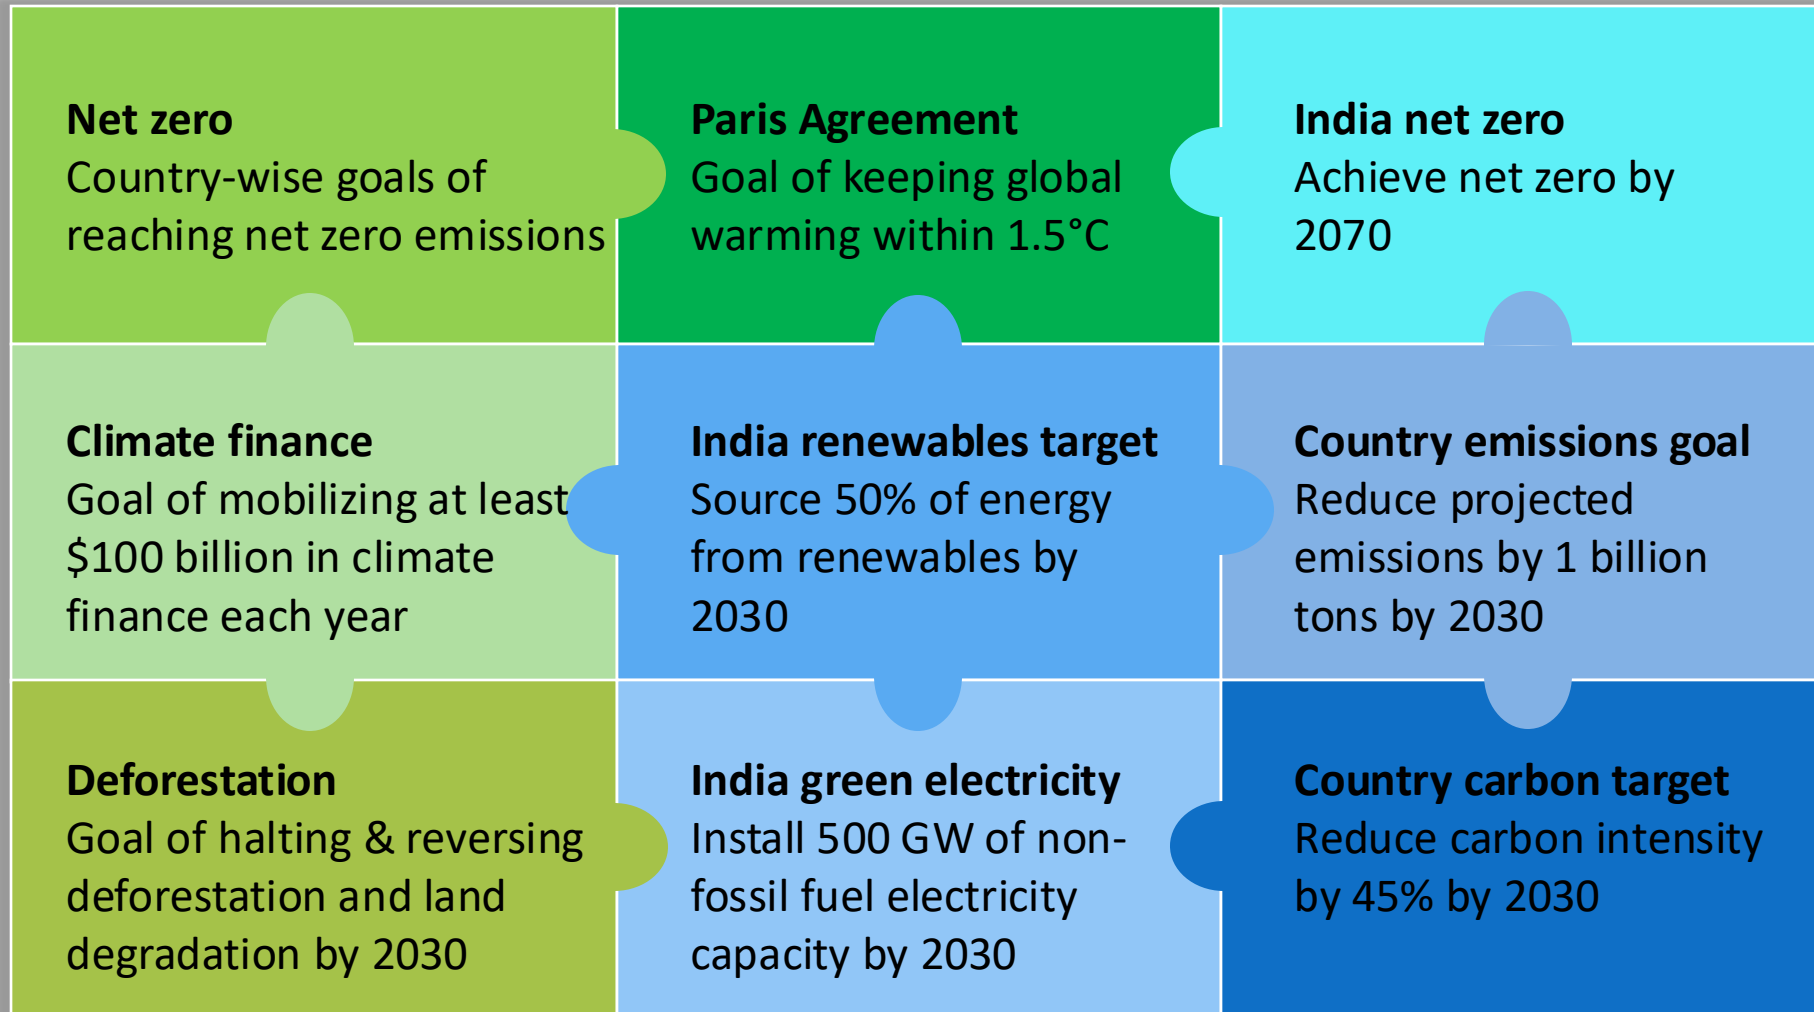 Net zero
Country-wise goals of
reaching net zero emissions
Paris Agreement
Goal of keeping global
warming within 1.5°C
India net zero
Achieve net zero by
2070
Climate finance
Goal of mobilizing at least
$100 billion in climate
finance each year
India renewables target
Source 50% of energy
from renewables by
2030
Country emissions goal
Reduce projected
emissions by 1 billion
tons by 2030
Deforestation
Goal of halting & reversing
deforestation and land
degradation by 2030
India green electricity
Install 500 GW of non-
fossil fuel electricity
capacity by 2030
Country carbon target
Reduce carbon intensity
by 45% by 2030